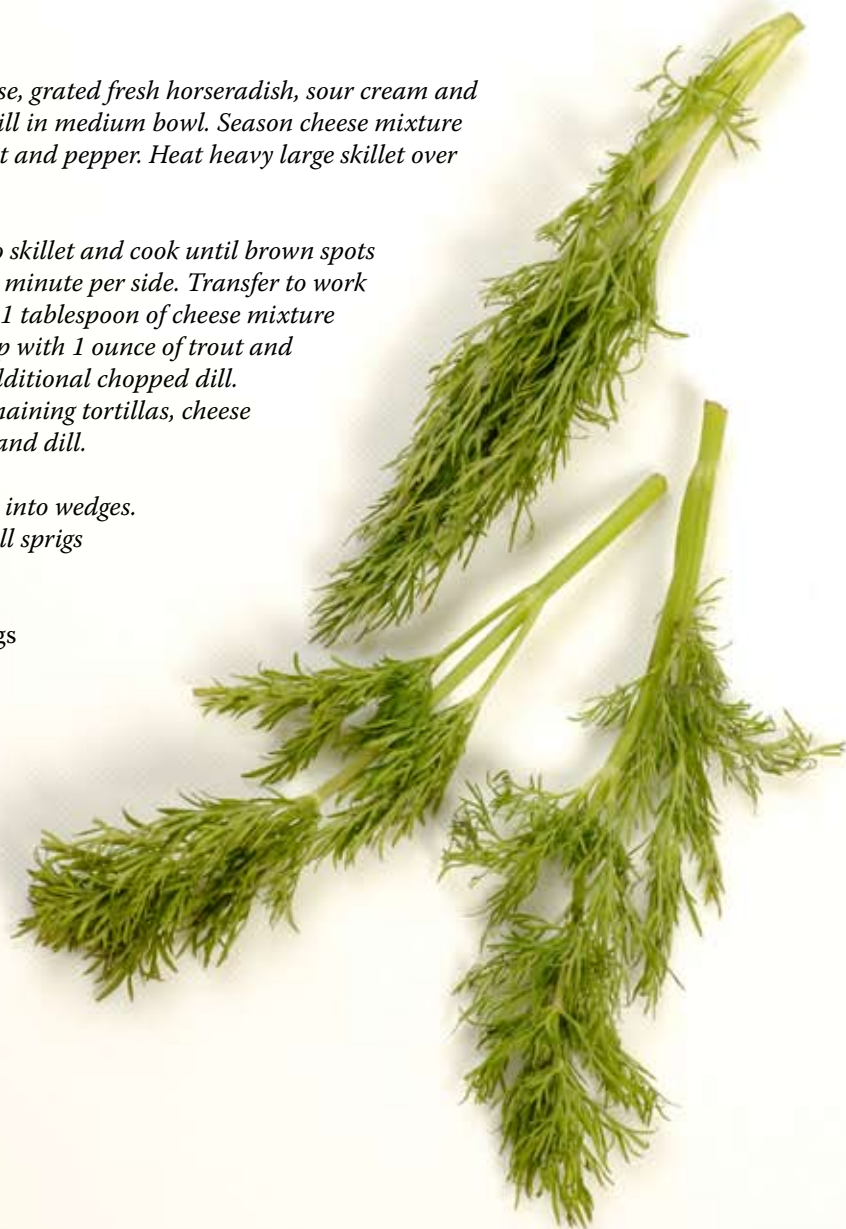 se, grated fresh horseradish, sour cream and
ill in medium bowl. Season cheese mixture
t and pepper. Heat heavy large skillet over
o skillet and cook until brown spots
minute per side. Transfer to work
1 tablespoon of cheese mixture
p with 1 ounce of trout and
dditional chopped dill.
naining tortillas, cheese
and dill.
into wedges.
ll sprigs
gs